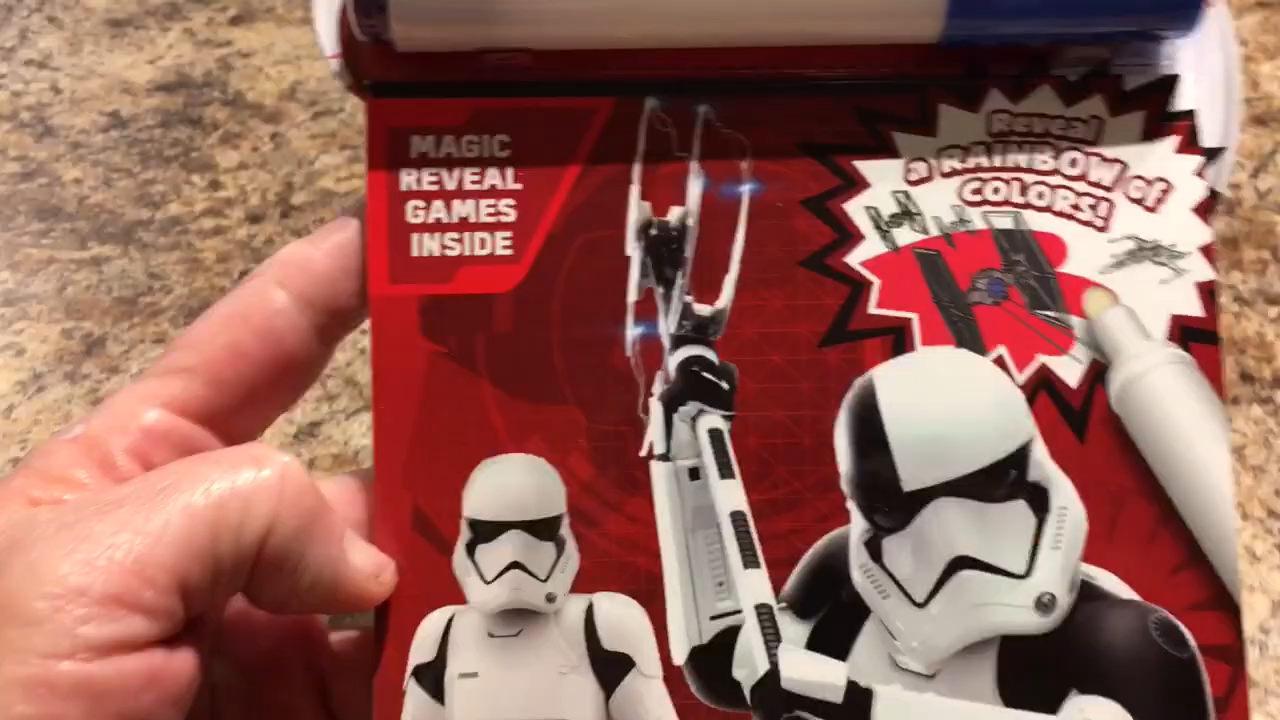 MAGIC
REVEAL
GAMES
INSIDE
Reveal
a RAINBOW of
COLORS!